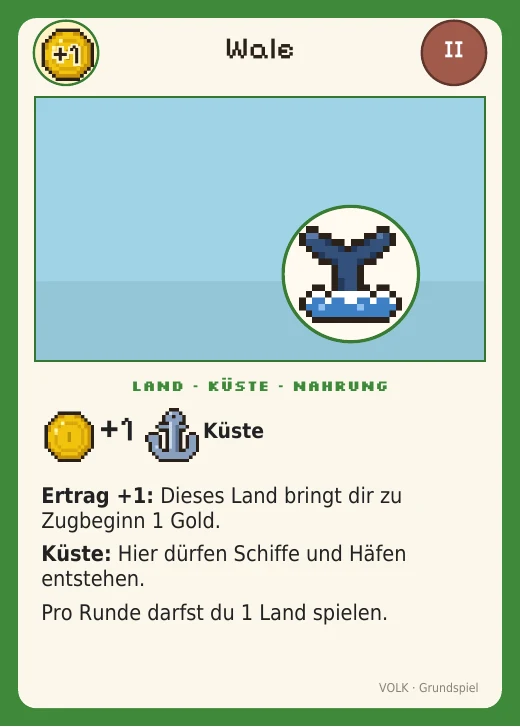 +1
Wale
II
LAND · KÜSTE · NAHRUNG
+1 Küste
Ertrag +1: Dieses Land bringt dir zu
Zugbeginn 1 Gold.
Küste: Hier dürfen Schiffe und Häfen
entstehen.
Pro Runde darfst du 1 Land spielen.
VOLK · Grundspiel